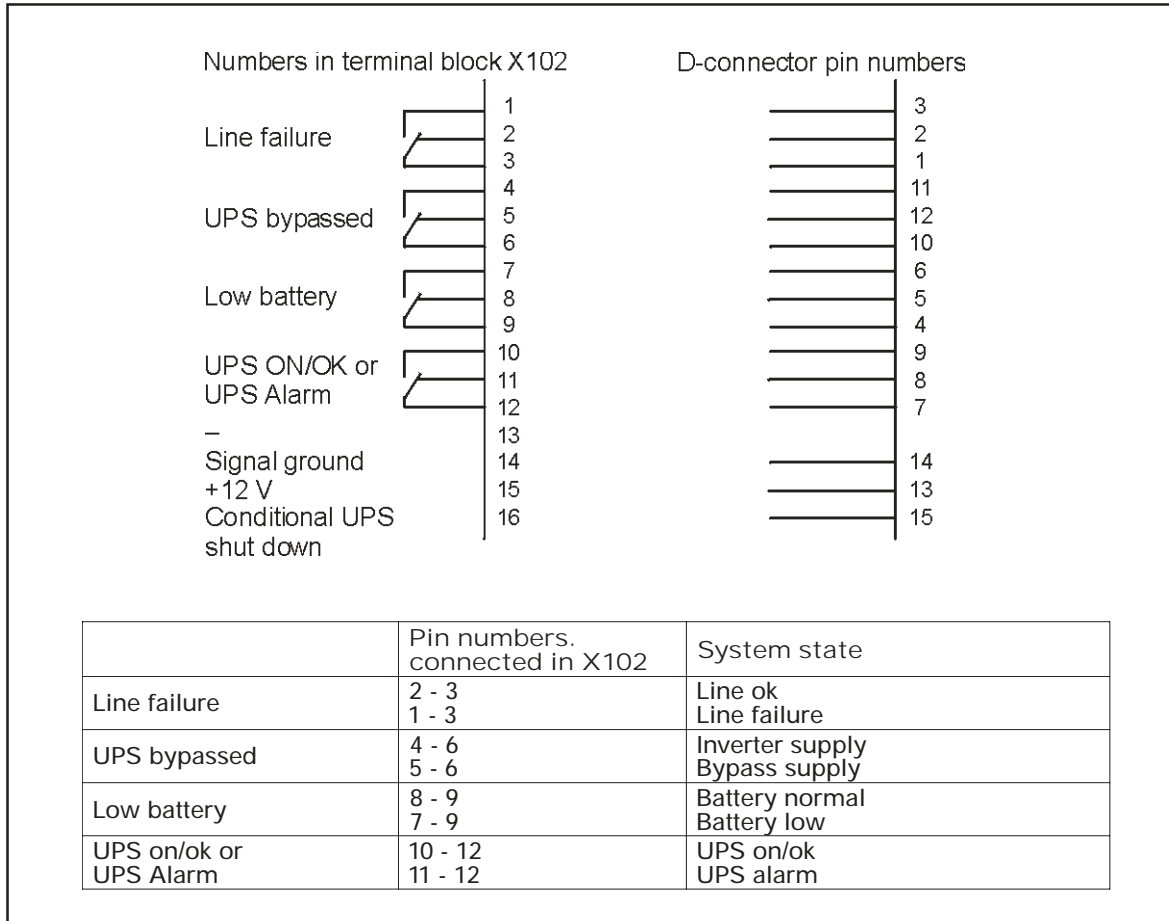 Numbers in terminal block X102
D-connector pin numbers
Line failure
1
2
3
UPS bypassed
4
5
6
Low battery
7
8
9
UPS ON/OK or
UPS Alarm
10
11
12
–
13
Signal ground
14
+12 V
15
Conditional UPS
shut down
16
3
2
1
11
12
10
6
5
4
9
8
7
14
13
15
Pin numbers.
connected in X102
System state
Line failure
2 - 3
1 - 3
Line ok
Line failure
UPS bypassed
4 - 6
5 - 6
Inverter supply
Bypass supply
Low battery
8 - 9
7 - 9
Battery normal
Battery low
UPS on/ok or
UPS Alarm
10 - 12
11 - 12
UPS on/ok
UPS alarm